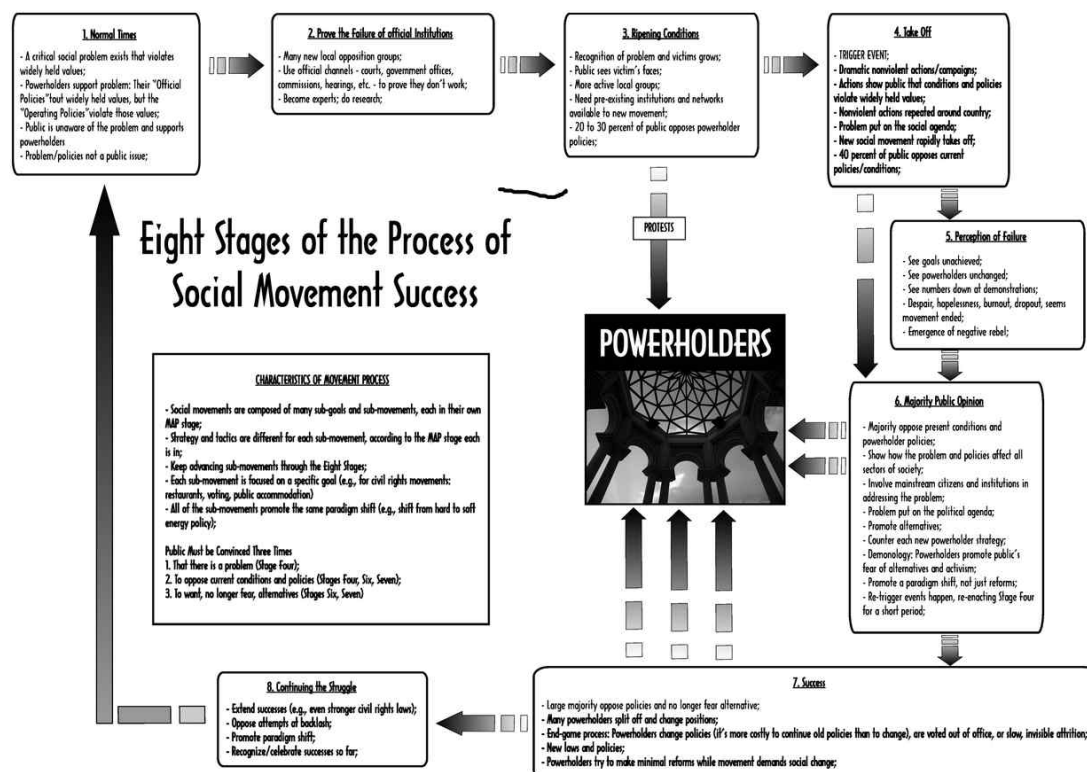 1. Normal Times
- A critical social problem exists that violates
widely held values;
- Powerholders support problem: Their "Official
Policies"tout widely held values, but the
"Operating Policies"violate those values;
- Public is unaware of the problem and supports
powerholders
- Problem/policies not a public issue;
2. Prove the Failure of official Institutions
- Many new local opposition groups:
- Use official channels - courts, government offices,
commissions, hearings, etc. - to prove they don't work;
- Become experts; do research;
3. Ripening Conditions
- Recognition of problem and victims grows;
- Public sees victim's faces;
- More active local groups;
- Need pre-existing institutions and networks
available to new movement;
- 20 to 30 percent of public opposes powerholder
policies;
4. Take Off
- TRIGGER EVENT:
- Dramatic nonviolent actions/campaigns;
- Actions show public that conditions and policies
violate widely held values;
- Nonviolent actions repeated around country;
- Problem put on the social agenda;
- New social movement rapidly takes off;
- 40 percent of public opposes current
policies/conditions;
Eight Stages of the Process of
Social Movement Success
PROTESTS
5. Perception of Failure
- See goals unachieved;
- See powerholders unchanged;
- See numbers down at demonstrations;
- Despair, hopelessness, burnout, dropout, seems
movement ended;
- Emergence of negative rebel;
POWERHOLDERS
CHARACTERISTICS OF MOVEMENT PROCESS
- Social movements are composed of many sub-goals and sub-movements, each in their own
MAP stage;
- Strategy and tactics are different for each sub-movement, according to the MAP stage each
is in;
- Keep advancing sub-movements through the Eight Stages;
- Each sub-movement is focused on a specific goal (e.g., for civil rights movements:
restaurants, voting, public accommodation)
- All of the sub-movements promote the same paradigm shift (e.g., shift from hard to soft
energy policy);
Public Must be Convinced Three Times
1. That there is a problem (Stage Four);
2. To oppose current conditions and policies (Stages Four, Six, Seven);
3. To want, no longer fear, alternatives (Stages Six, Seven)
6. Majority Public Opinion
- Majority oppose present conditions and
powerholder policies;
- Show how the problem and policies affect all
sectors of society;
- Involve mainstream citizens and institutions in
addressing the problem;
- Problem put on the political agenda;
- Promote alternatives;
- Counter each new powerholder strategy;
- Demonology: Powerholders promote public's
fear of alternatives and activism;
- Promote a paradigm shift, not just reforms;
- Re-trigger events happen, re-enacting Stage Four
for a short period;
7. Success
- Large majority oppose policies and no longer fear alternative;
- Many powerholders split off and change positions;
- End-game process: Powerholders change policies (it's more costly to continue old policies than to change), are voted out of office, or slow, invisible attrition;
- New laws and policies;
- Powerholders try to make minimal reforms while movement demands social change;
8. Continuing the Struggle
- Extend successes (e.g., even stronger civil rights laws);
- Oppose attempts at backlash;
- Promote paradigm shift;
- Recognize/celebrate successes so far;